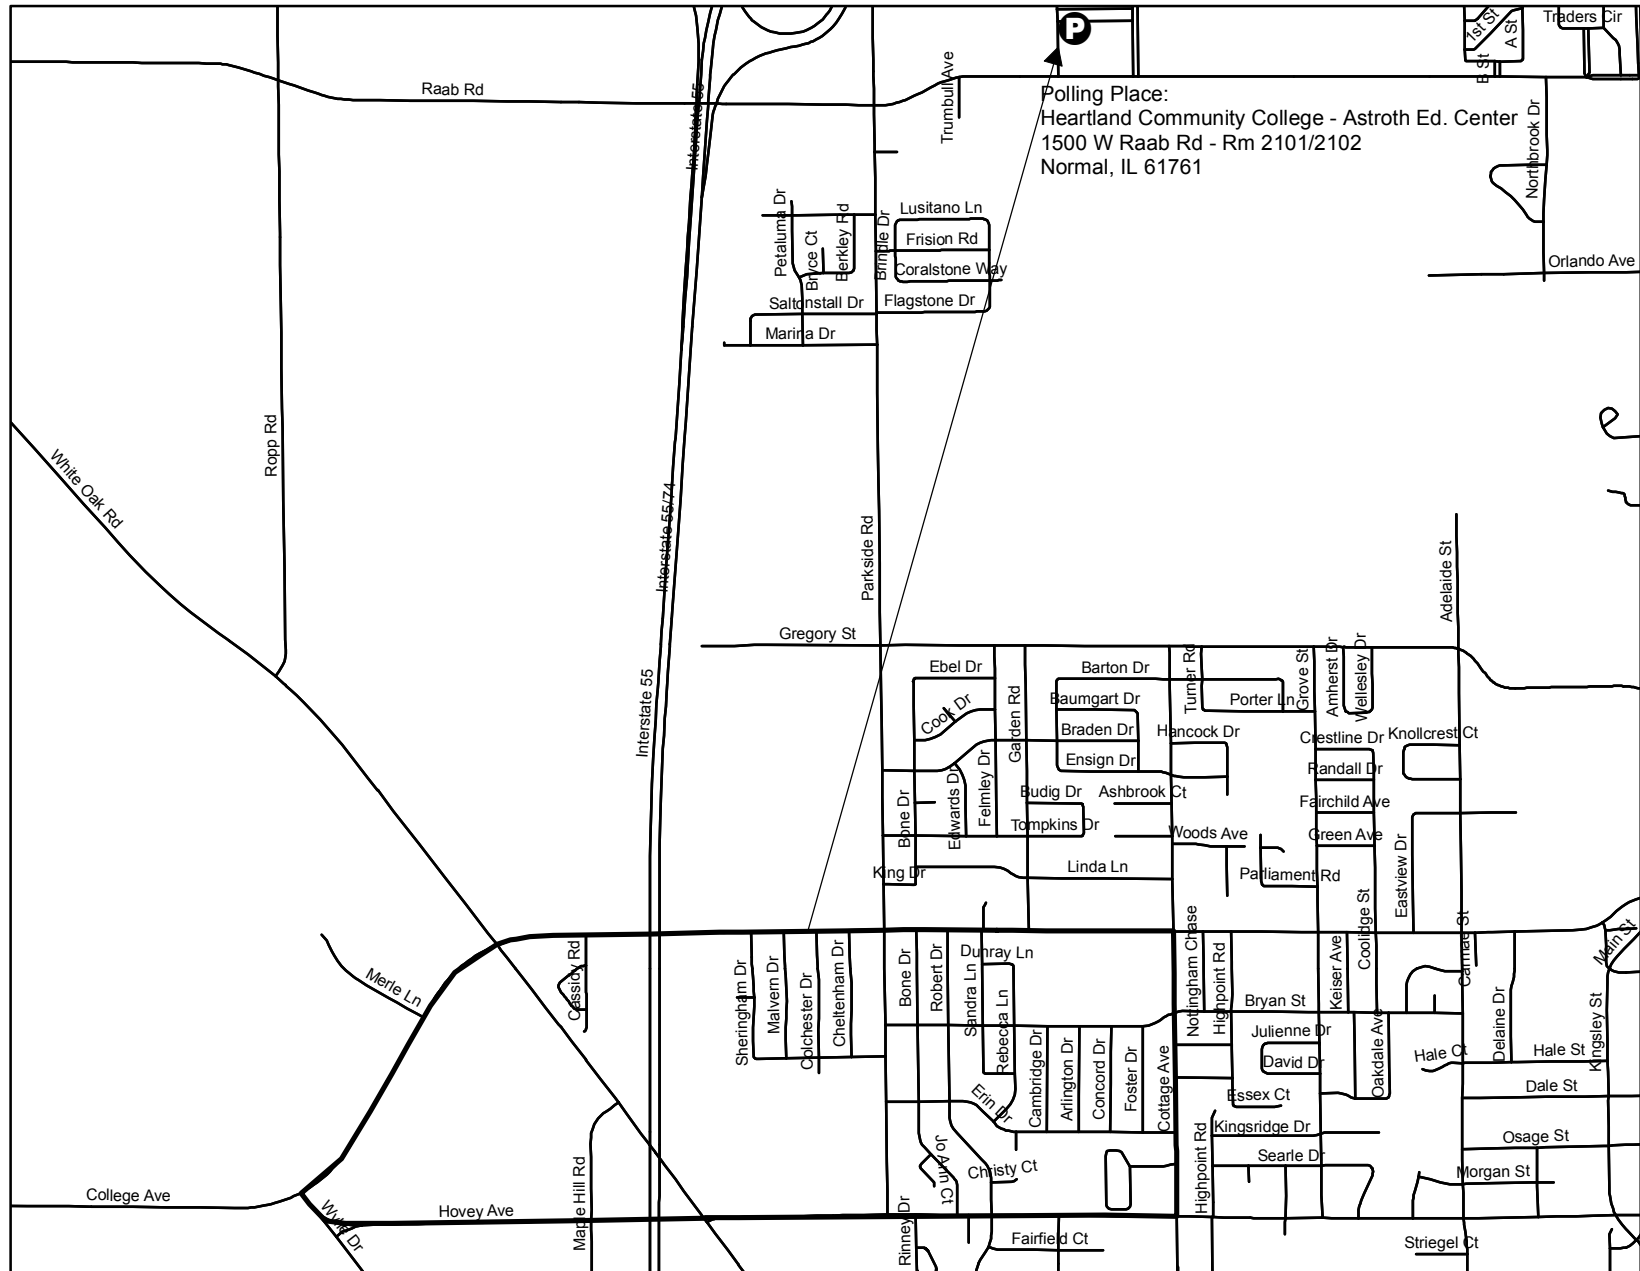 P
1st St
A St
Traders Cir
B St
Raab Rd
Interstate 55
Trumbull Ave
Polling Place:
Heartland Community College - Astroth Ed. Center
1500 W Raab Rd - Rm 2101/2102
Normal, IL 61761
Northbrook Dr
Petaluma Dr
Bryce Ct
Berkley Rd
Brindle Dr
Lusitano Ln
Frision Rd
Coralstone Way
Orlando Ave
Saltonstall Dr
Flagstone Dr
Marina Dr
Ropp Rd
White Oak Rd
Interstate 55/74
Parkside Rd
Adelaide St
Gregory St
Interstate 55
Ebel Dr
Barton Dr
Turner Rd
Grove St
Amherst Dr
Wellesley Dr
Cook Dr
Garden Rd
Baumgart Dr
Porter Ln
Braden Dr
Hancock Dr
Crestline Dr
Knollcrest Ct
Ensign Dr
Randall Dr
Bone Dr
Edwards Dr
Felmley Dr
Budig Dr
Ashbrook Ct
Fairchild Ave
Tompkins Dr
Woods Ave
Green Ave
King Dr
Linda Ln
Parliament Rd
Eastview Dr
Coolidge St
Merle Ln
Cassidy Rd
Sheringham Dr
Malvern Dr
Colchester Dr
Cheltenham Dr
Bone Dr
Robert Dr
Sandra Ln
Dunray Ln
Rebecca Ln
Nottingham Chase
Highpoint Rd
Keiser Ave
Carmae St
Main St
Bryan St
Delaine Dr
Kingsley St
Julienne Dr
Cambridge Dr
Arlington Dr
Concord Dr
Foster Dr
Cottage Ave
David Dr
Oakdale Ave
Hale Ct
Hale St
Dale St
Erin Dr
Essex Ct
Kingsridge Dr
Osage St
Highpoint Rd
Searle Dr
Morgan St
Jo Ann Ct
Christy Ct
College Ave
Wylie Dr
Hovey Ave
Maple Hill Rd
Rinney Dr
Fairfield Ct
Striegel Ct